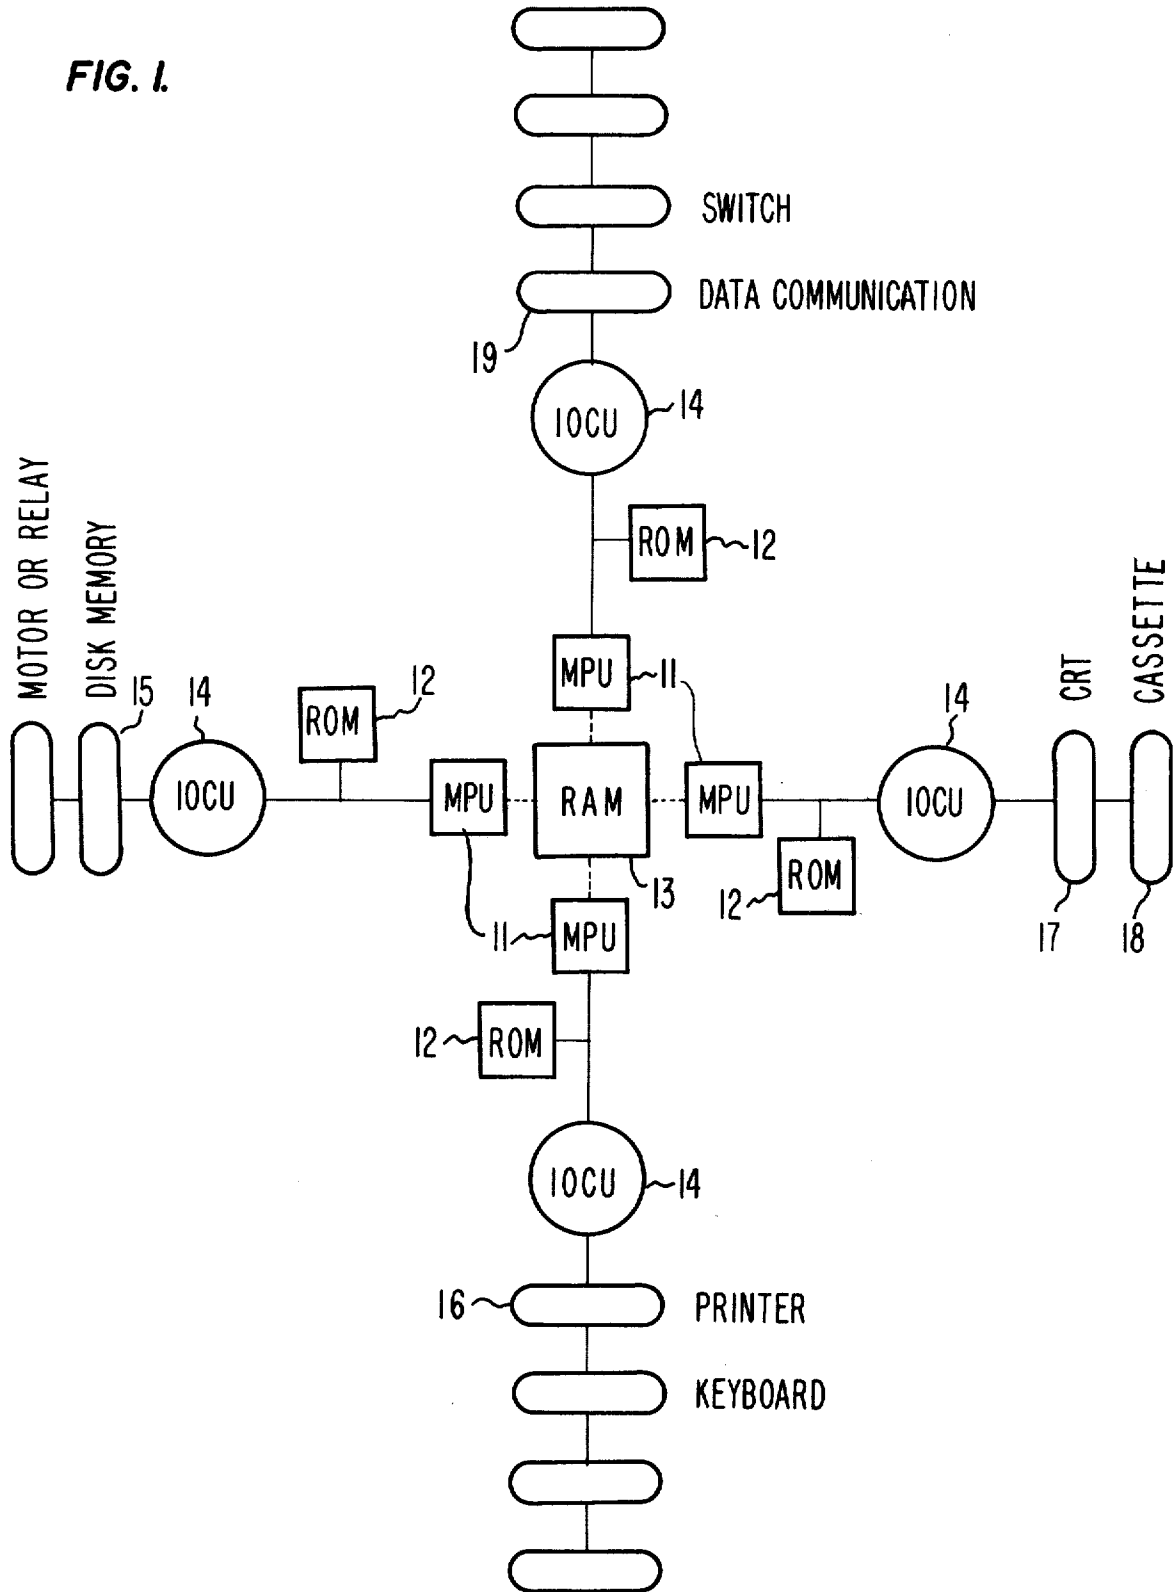 FIG. 1.
SWITCH
DATA COMMUNICATION
19
IOCU
14
ROM
12
MOTOR OR RELAY
DISK MEMORY
15
14
IOCU
12
ROM
MPU
11
MPU
RAM
13
MPU
14
IOCU
CRT
CASSETTE
12
ROM
17
18
11
MPU
12
ROM
IOCU
14
16
PRINTER
KEYBOARD